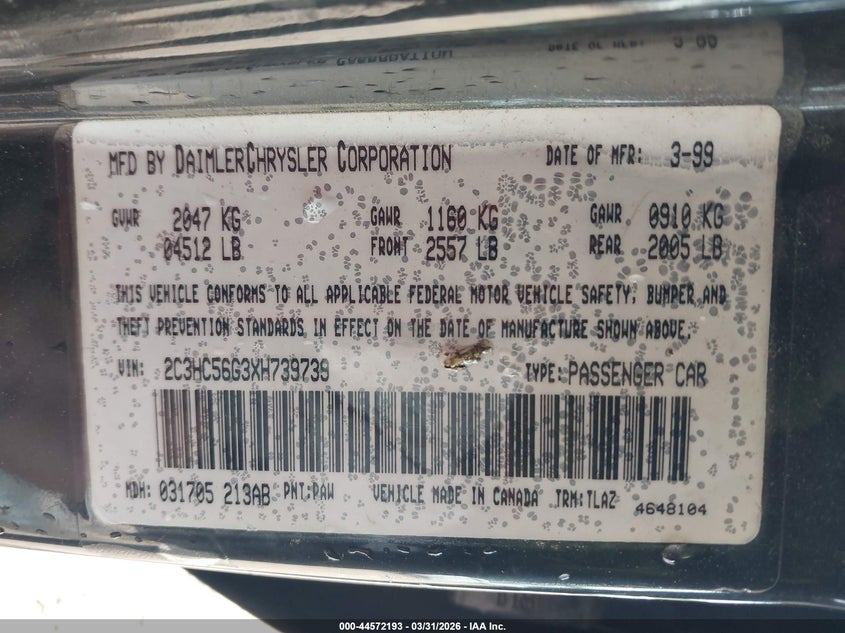 MFD BY DAIMLERCHRYSLER CORPORATION DATE OF MFR: 3-99
GVWR 2047 KG GAWR 1160 KG GAWR 0910 KG
04512 LB FRONT 2557 LB REAR 2005 LB
THIS VEHICLE CONFORMS TO ALL APPLICABLE FEDERAL MOTOR VEHICLE SAFETY, BUMPER AND
THEFT PREVENTION STANDARDS IN EFFECT ON THE DATE OF MANUFACTURE SHOWN ABOVE.
VIN: 2C3HC56G3XH739739 TYPE: PASSENGER CAR
MDH: 031705 213AB PNT:PAW VEHICLE MADE IN CANADA TRM:TLAZ
4648104
000-44572193 - 03/31/2026 - IAA Inc.